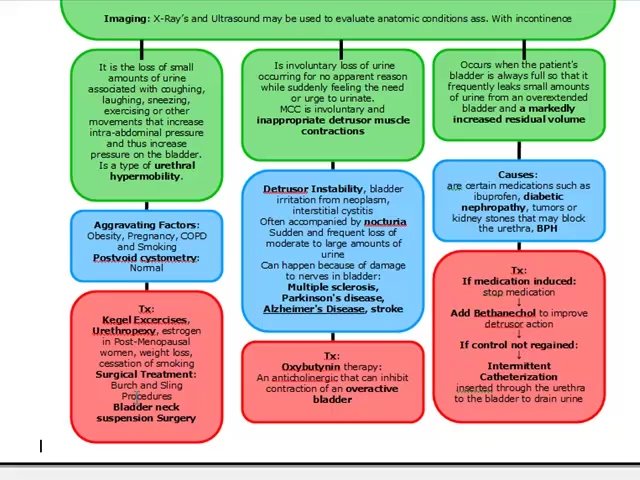 Imaging: X-Ray's and Ultrasound may be used to evaluate anatomic conditions ass. With incontinence
It is the loss of small
amounts of urine
associated with coughing,
laughing, sneezing,
exercising or other
movements that increase
intra-abdominal pressure
and thus increase
pressure on the bladder.
Is a type of urethral
hypermobility.
Aggravating Factors:
Obesity, Pregnancy, COPD
and Smoking
Postvoid cystometry:
Normal
Tx:
Kegel Excercises,
Urethropexy, estrogen
in Post-Menopausal
women, weight loss,
cessation of smoking
Surgical Treatment:
Burch and Sling
Procedures
Bladder neck
suspension Surgery
Is involuntary loss of urine
occurring for no apparent reason
while suddenly feeling the need
or urge to urinate.
MCC is involuntary and
inappropriate detrusor muscle
contractions
Detrusor Instability, bladder
irritation from neoplasm,
interstitial cystitis
Often accompanied by nocturia
Sudden and frequent loss of
moderate to large amounts of
urine
Can happen because of damage
to nerves in bladder:
Multiple sclerosis,
Parkinson's disease,
Alzheimer's Disease, stroke
Tx:
Oxybutynin therapy:
An anticholinergic that can inhibit
contraction of an overactive
bladder
Occurs when the patient's
bladder is always full so that it
frequently leaks small amounts
of urine from an overextended
bladder and a markedly
increased residual volume
Causes:
are certain medications such as
ibuprofen, diabetic
nephropathy, tumors or
kidney stones that may block
the urethra, BPH
Tx:
If medication induced:
stop medication
↓
Add Bethanechol to improve
detrusor action
↓
If control not regained:
↓
Intermittent
Catheterization
inserted through the urethra
to the bladder to drain urine